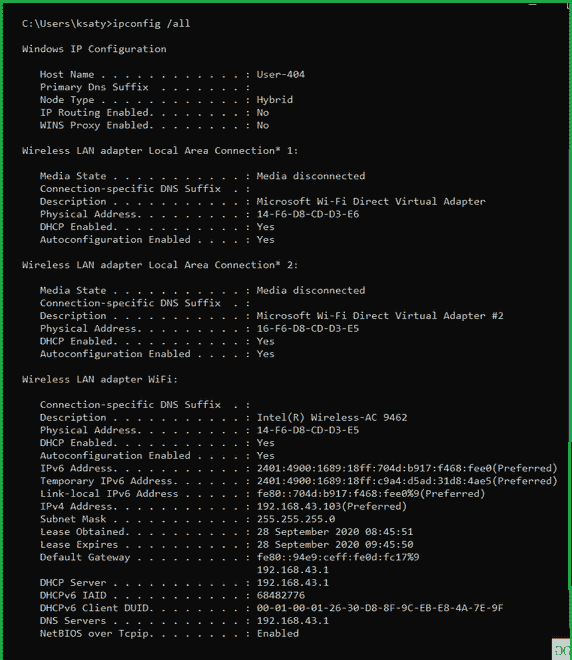 C:\Users\ksaty>ipconfig /all
Windows IP Configuration
Host Name . . . . . . . . . . . . : User-404
Primary Dns Suffix . . . . . . . :
Node Type . . . . . . . . . . . . : Hybrid
IP Routing Enabled. . . . . . . . : No
WINS Proxy Enabled. . . . . . . . : No
Wireless LAN adapter Local Area Connection* 1:
Media State . . . . . . . . . . . : Media disconnected
Connection-specific DNS Suffix . :
Description . . . . . . . . . . . : Microsoft Wi-Fi Direct Virtual Adapter
Physical Address. . . . . . . . . : 14-F6-D8-CD-D3-E6
DHCP Enabled. . . . . . . . . . . : Yes
Autoconfiguration Enabled . . . . : Yes
Wireless LAN adapter Local Area Connection* 2:
Media State . . . . . . . . . . . : Media disconnected
Connection-specific DNS Suffix . :
Description . . . . . . . . . . . : Microsoft Wi-Fi Direct Virtual Adapter #2
Physical Address. . . . . . . . . : 16-F6-D8-CD-D3-E5
DHCP Enabled. . . . . . . . . . . : Yes
Autoconfiguration Enabled . . . . : Yes
Wireless LAN adapter WiFi:
Connection-specific DNS Suffix . :
Description . . . . . . . . . . . : Intel(R) Wireless-AC 9462
Physical Address. . . . . . . . . : 14-F6-D8-CD-D3-E5
DHCP Enabled. . . . . . . . . . . : Yes
Autoconfiguration Enabled . . . . : Yes
IPv6 Address. . . . . . . . . . . : 2401:4900:1689:18ff:704d:b917:f468:fee0(Preferred)
Temporary IPv6 Address. . . . . . : 2401:4900:1689:18ff:c9a4:d5ad:31d8:4ae5(Preferred)
Link-local IPv6 Address . . . . . : fe80::704d:b917:f468:fee0%9(Preferred)
IPv4 Address. . . . . . . . . . . : 192.168.43.103(Preferred)
Subnet Mask . . . . . . . . . . . : 255.255.255.0
Lease Obtained. . . . . . . . . . : 28 September 2020 08:45:51
Lease Expires . . . . . . . . . . : 28 September 2020 09:45:50
Default Gateway . . . . . . . . . : fe80::94e9:ceff:fe0d:fc17%9
192.168.43.1
DHCP Server . . . . . . . . . . . : 192.168.43.1
DHCPv6 IAID . . . . . . . . . . . : 68482776
DHCPv6 Client DUID. . . . . . . . : 00-01-00-01-26-30-D8-8F-9C-EB-E8-4A-7E-9F
DNS Servers . . . . . . . . . . . : 192.168.43.1
NetBIOS over Tcpip. . . . . . . . : Enabled